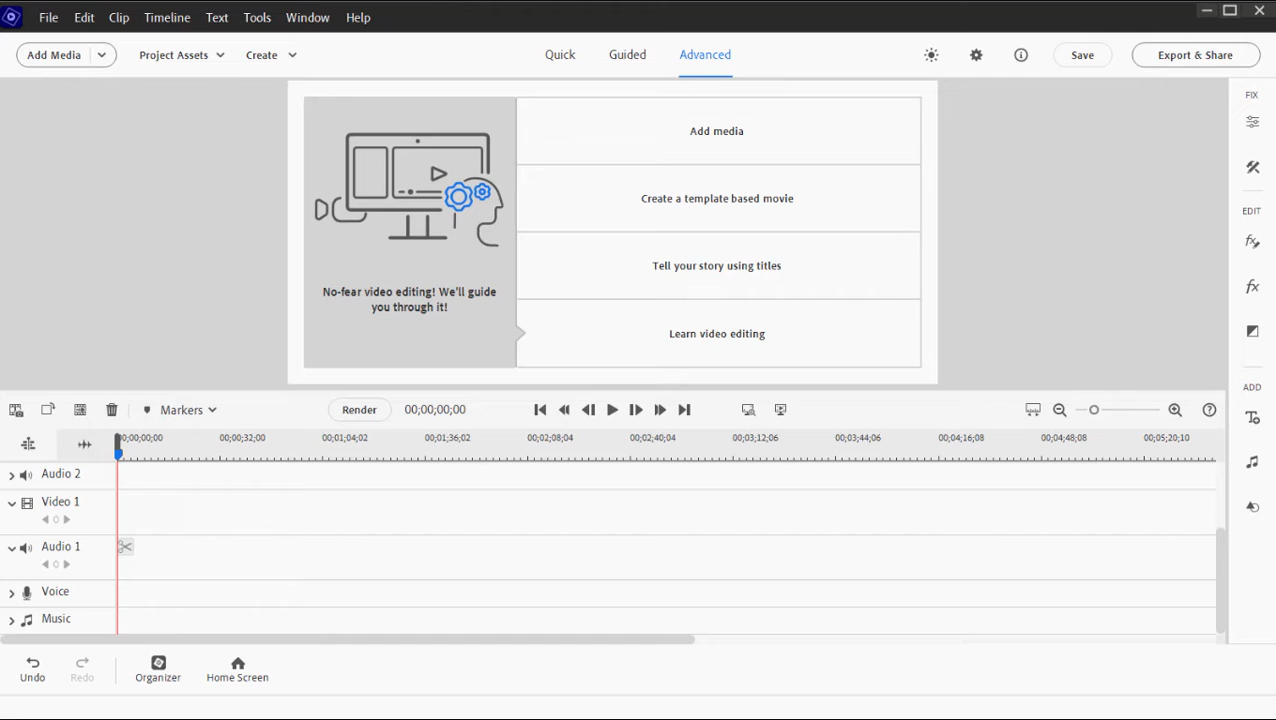 File Edit Clip Timeline Text Tools Window Help
Add Media Project Assets Create Quick Guided Advanced Save Export & Share
FIX
Add media
Create a template based movie
EDIT
Tell your story using titles
No-fear video editing! We'll guide
you through it!
Learn video editing
ADD
Markers Render 00;00;00;00
00;00;00;00 00;00;32;00 00;01;04;02 00;01;36;02 00;02;08;04 00;02;40;04 00;03;12;06 00;03;44;06 00;04;16;08 00;04;48;08 00;05;20;10
Audio 2
Video 1
Audio 1
Voice
Music
Undo Redo Organizer Home Screen